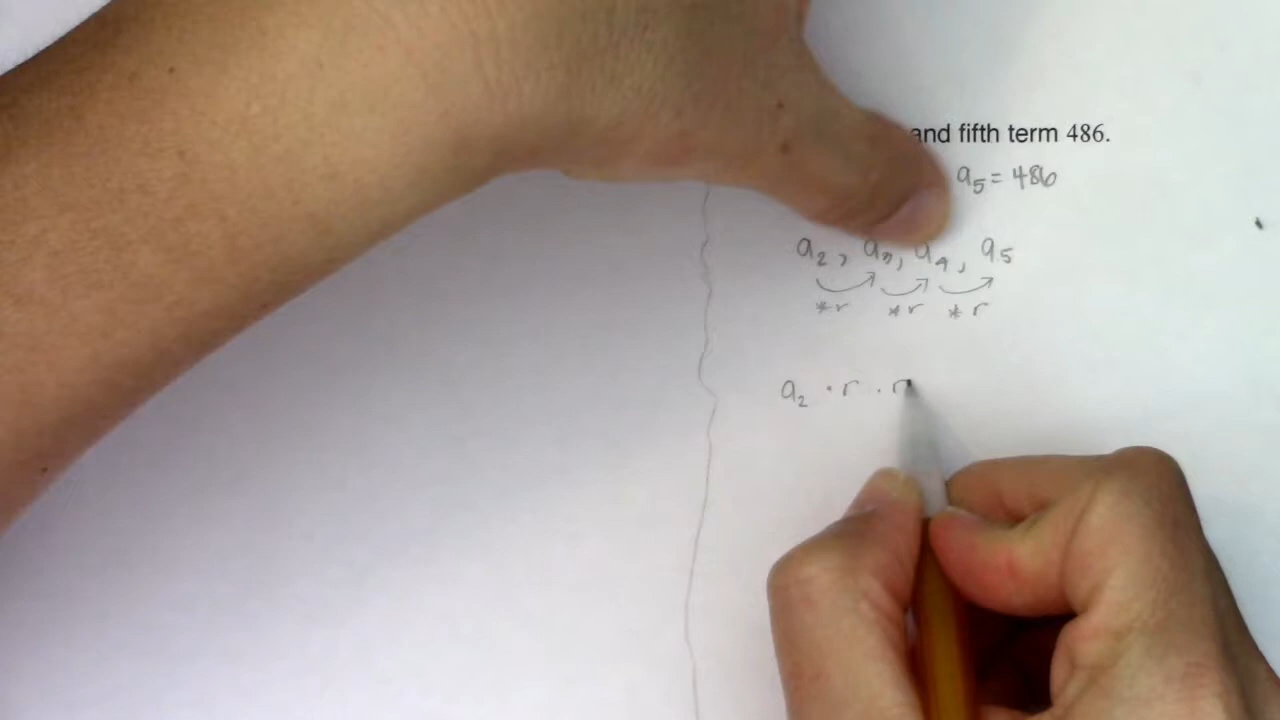 and fifth term 486.
a₅ = 486
a₂, a₃, a₄, a₅
*r *r *r
a₂ · r · r